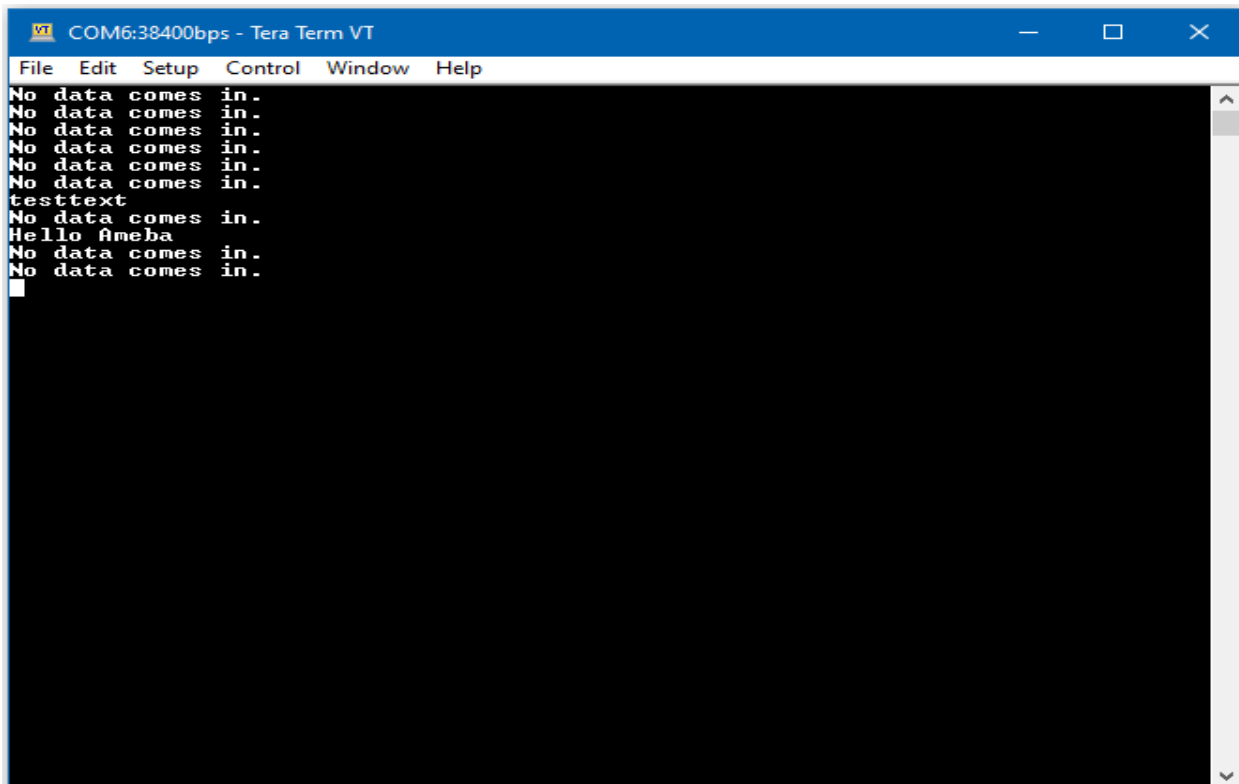 COM6:38400bps - Tera Term VT
File Edit Setup Control Window Help
No data comes in.
No data comes in.
No data comes in.
No data comes in.
No data comes in.
No data comes in.
testtext
No data comes in.
Hello Ameba
No data comes in.
No data comes in.